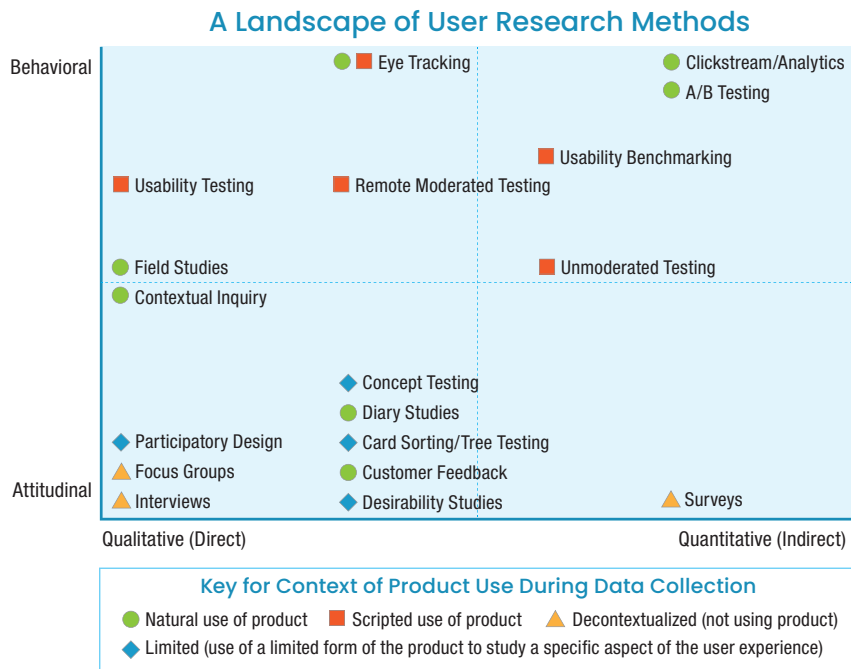 A Landscape of User Research Methods
Behavioral
Eye Tracking
Clickstream/Analytics
A/B Testing
Usability Benchmarking
Usability Testing
Remote Moderated Testing
Field Studies
Unmoderated Testing
Contextual Inquiry
Concept Testing
Diary Studies
Participatory Design
Card Sorting/Tree Testing
Focus Groups
Customer Feedback
Attitudinal
Interviews
Desirability Studies
Surveys
Qualitative (Direct)
Quantitative (Indirect)
Key for Context of Product Use During Data Collection
Natural use of product
Scripted use of product
Decontextualized (not using product)
Limited (use of a limited form of the product to study a specific aspect of the user experience)